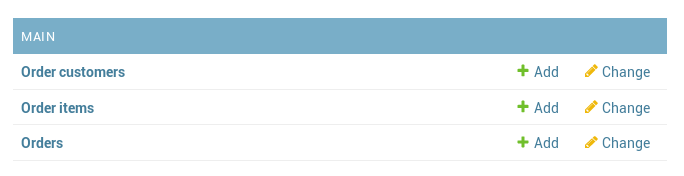 MAIN
Order customers Add Change
Order items Add Change
Orders Add Change